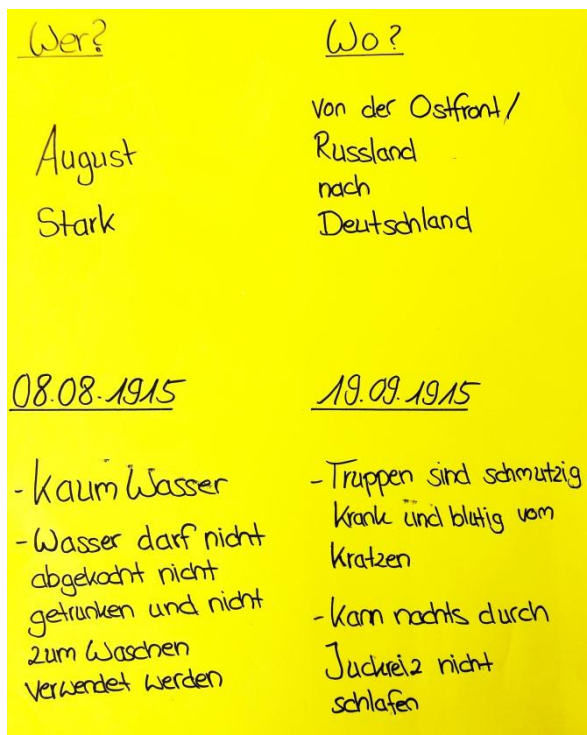 Wer?
August
Stark
Wo?
von der Ostfront/
Russland
nach
Deutschland
08.08.1915
- kaum Wasser
- Wasser darf nicht
abgekocht nicht
getrunken und nicht
zum Waschen
verwendet werden
19.09.1915
- Truppen sind schmutzig
krank und blutig vom
Kratzen
- kann nachts durch
Juckreiz nicht
schlafen